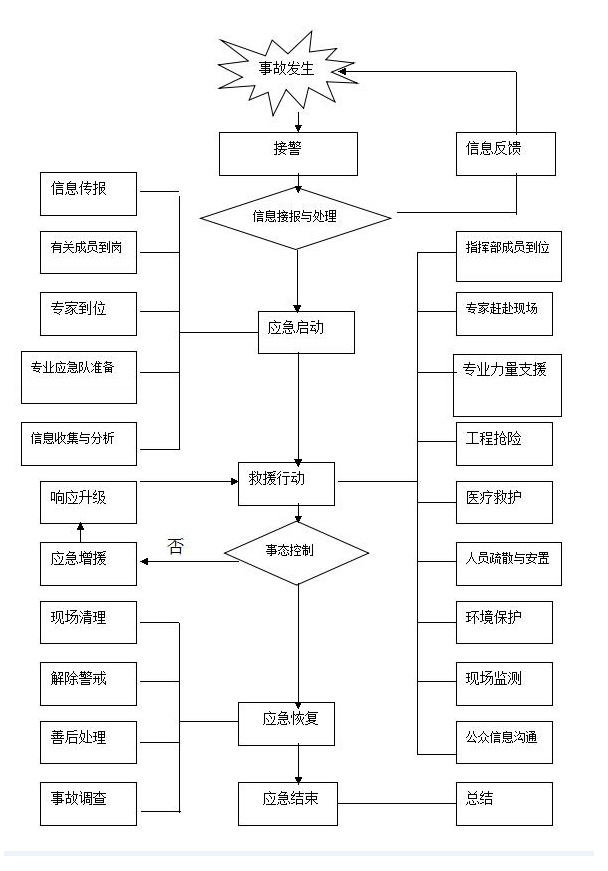 事故发生
接警
信息反馈
信息传报
信息接报与处理
有关成员到岗
指挥部成员到位
专家到位
应急启动
专家赶赴现场
专业应急队准备
专业力量支援
信息收集与分析
工程抢险
响应升级
救援行动
医疗救护
否
应急增援
事态控制
人员疏散与安置
现场清理
环境保护
解除警戒
现场监测
应急恢复
善后处理
公众信息沟通
事故调查
应急结束
总结